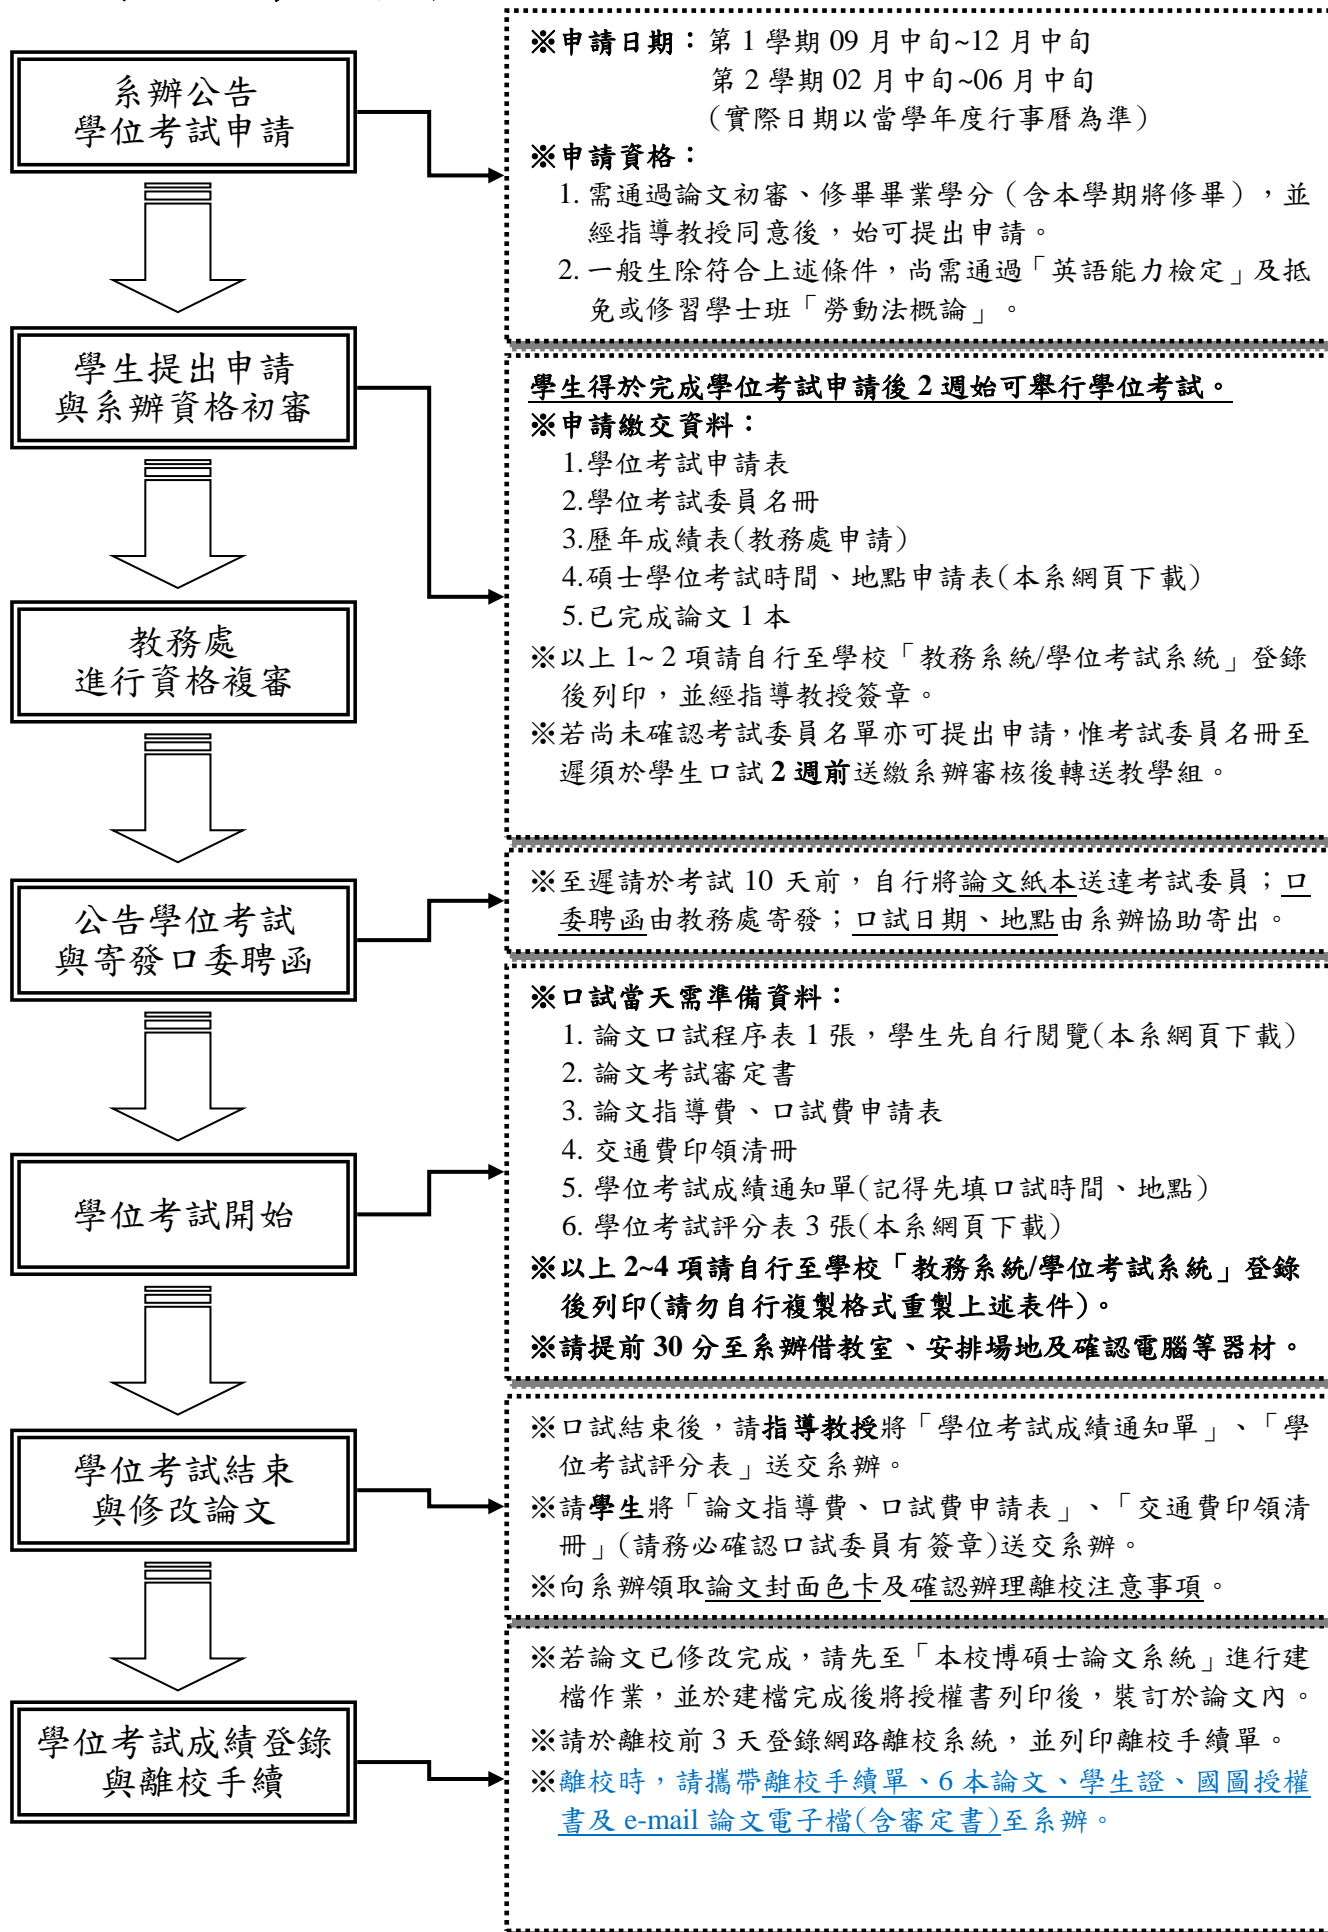 系辦公告
學位考試申請
※申請日期：第 1 學期 09 月中旬~12 月中旬
第 2 學期 02 月中旬~06 月中旬
(實際日期以當學年度行事曆為準)
※申請資格：
1. 需通過論文初審、修畢畢業學分（含本學期將修畢），並
經指導教授同意後，始可提出申請。
2. 一般生除符合上述條件，尚需通過「英語能力檢定」及抵
免或修習學士班「勞動法概論」。
學生提出申請
與系辦資格初審
學生得於完成學位考試申請後 2 週始可舉行學位考試。
※申請繳交資料：
1.學位考試申請表
2.學位考試委員名冊
3.歷年成績表(教務處申請)
4.碩士學位考試時間、地點申請表(本系網頁下載)
5.已完成論文 1 本
※以上 1~ 2 項請自行至學校「教務系統/學位考試系統」登錄
後列印，並經指導教授簽章。
※若尚未確認考試委員名單亦可提出申請，惟考試委員名冊至
遲須於學生口試 2 週前送繳系辦審核後轉送教學組。
教務處
進行資格複審
公告學位考試
與寄發口委聘函
※至遲請於考試 10 天前，自行將論文紙本送達考試委員；口
委聘函由教務處寄發；口試日期、地點由系辦協助寄出。
學位考試開始
※口試當天需準備資料：
1. 論文口試程序表 1 張，學生先自行閱覽(本系網頁下載)
2. 論文考試審定書
3. 論文指導費、口試費申請表
4. 交通費印領清冊
5. 學位考試成績通知單(記得先填口試時間、地點)
6. 學位考試評分表 3 張(本系網頁下載)
※以上 2~4 項請自行至學校「教務系統/學位考試系統」登錄
後列印(請勿自行複製格式重製上述表件)。
※請提前 30 分至系辦借教室、安排場地及確認電腦等器材。
學位考試結束
與修改論文
※口試結束後，請指導教授將「學位考試成績通知單」、「學
位考試評分表」送交系辦。
※請學生將「論文指導費、口試費申請表」、「交通費印領清
冊」(請務必確認口試委員有簽章)送交系辦。
※向系辦領取論文封面色卡及確認辦理離校注意事項。
學位考試成績登錄
與離校手續
※若論文已修改完成，請先至「本校博碩士論文系統」進行建
檔作業，並於建檔完成後將授權書列印後，裝訂於論文內。
※請於離校前 3 天登錄網路離校系統，並列印離校手續單。
※離校時，請攜帶離校手續單、6 本論文、學生證、國圖授權
書及 e-mail 論文電子檔(含審定書)至系辦。